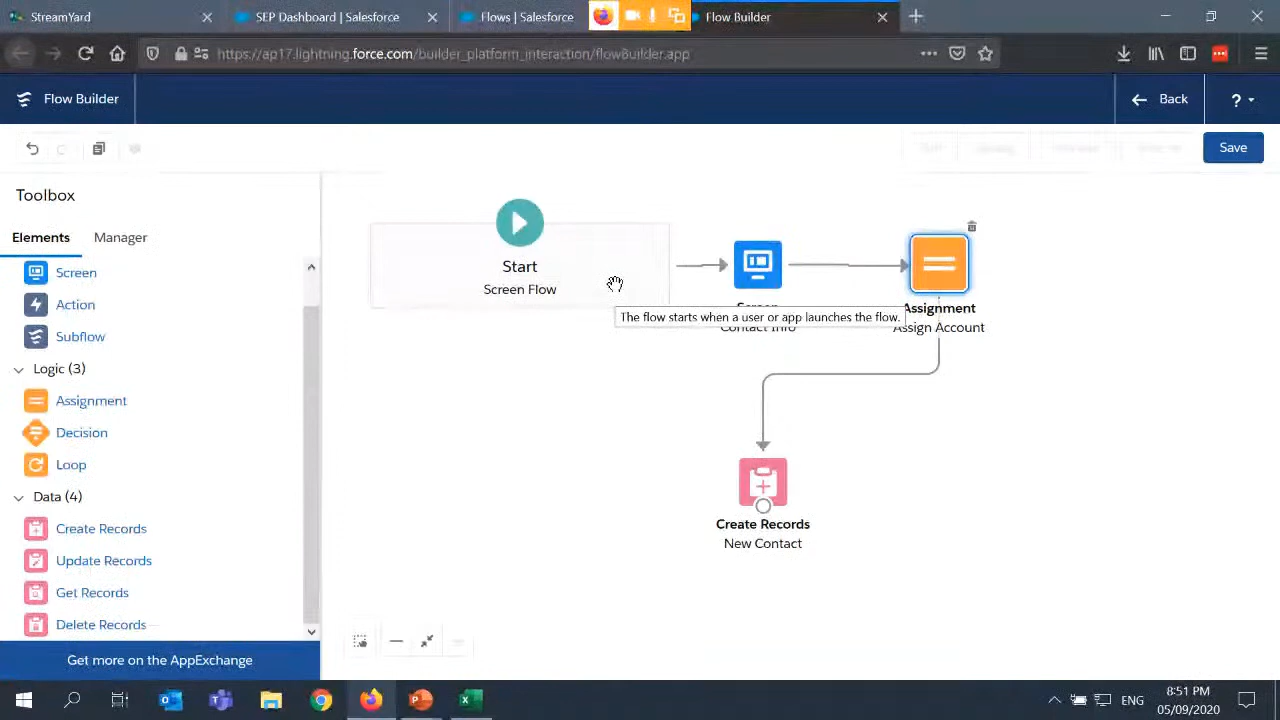 StreamYard
SEP Dashboard | Salesforce
Flows | Salesforce
Flow Builder
https://ap17.lightning.force.com/builder_platform_interaction/flowBuilder.app
Flow Builder
Back
?
Save
Toolbox
Elements
Manager
Screen
Action
Subflow
Logic (3)
Assignment
Decision
Loop
Data (4)
Create Records
Update Records
Get Records
Delete Records
Get more on the AppExchange
Start
Screen Flow
The flow starts when a user or app launches the flow.
Screen
Contact Info
Assignment
Assign Account
Create Records
New Contact
ENG
8:51 PM
05/09/2020